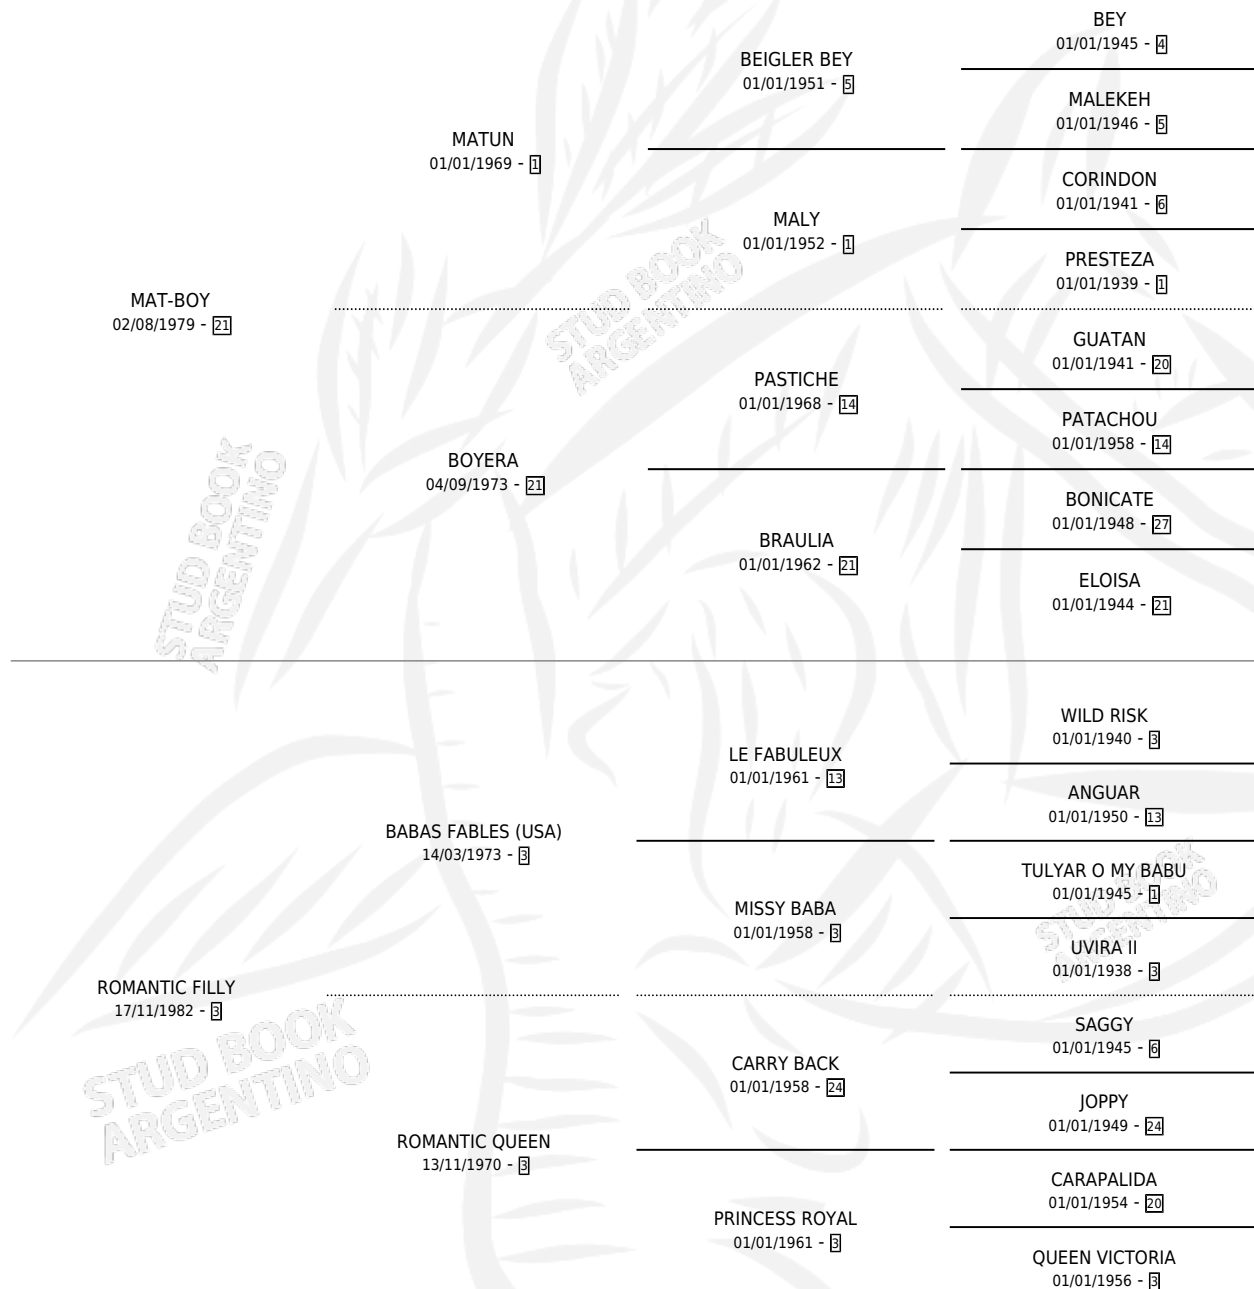 BEY
01/01/1945 - 4
BEIGLER BEY
01/01/1951 - 5
MALEKEH
01/01/1946 - 5
MATUN
01/01/1969 - 1
CORINDON
01/01/1941 - 6
MALY
01/01/1952 - 1
PRESTEZA
01/01/1939 - 1
MAT-BOY
02/08/1979 - 21
GUATAN
01/01/1941 - 20
PASTICHE
01/01/1968 - 14
PATACHOU
01/01/1958 - 14
BOYERA
04/09/1973 - 21
BONICATE
01/01/1948 - 27
BRAULIA
01/01/1962 - 21
ELOISA
01/01/1944 - 21
WILD RISK
01/01/1940 - 3
LE FABULEUX
01/01/1961 - 13
ANGUAR
01/01/1950 - 13
BABAS FABLES (USA)
14/03/1973 - 3
TULYAR O MY BABU
01/01/1945 - 1
MISSY BABA
01/01/1958 - 3
UVIRA II
01/01/1938 - 3
ROMANTIC FILLY
17/11/1982 - 3
SAGGY
01/01/1945 - 6
CARRY BACK
01/01/1958 - 24
JOPPY
01/01/1949 - 24
ROMANTIC QUEEN
13/11/1970 - 3
CARAPALIDA
01/01/1954 - 20
PRINCESS ROYAL
01/01/1961 - 3
QUEEN VICTORIA
01/01/1956 - 3
STUD BOOK
ARGENTINO
STUD BOOK
ARGENTINO
STUD BOOK
ARGENTINO
STUD BOOK
ARGENTINO